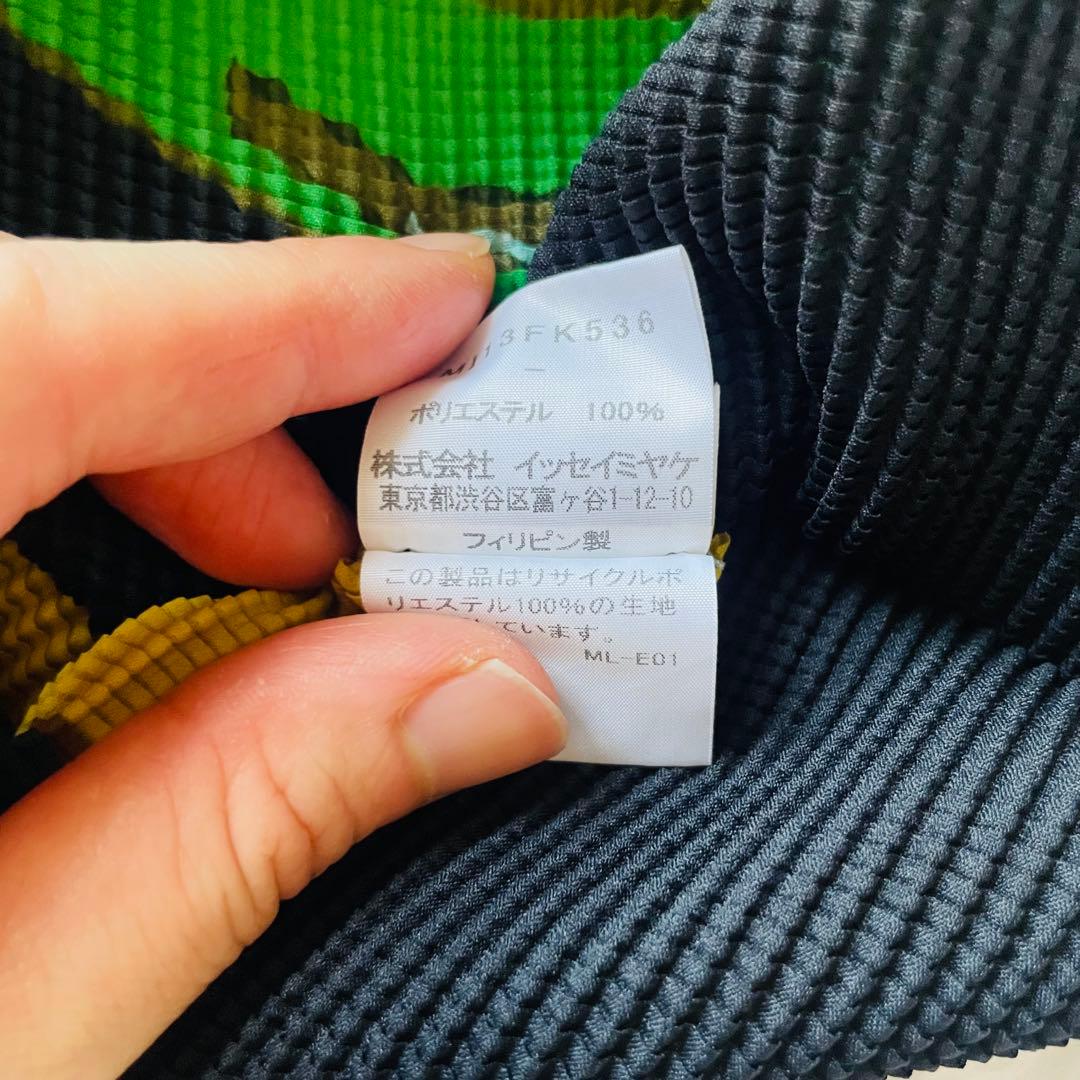 MJ13FK536
–
ポリエステル 100%
株式会社 イッセイミヤケ
東京都渋谷区富ヶ谷1-12-10
フィリピン製
この製品はリサイクルポ
リエステル100%の生地
ています。
ML-E01